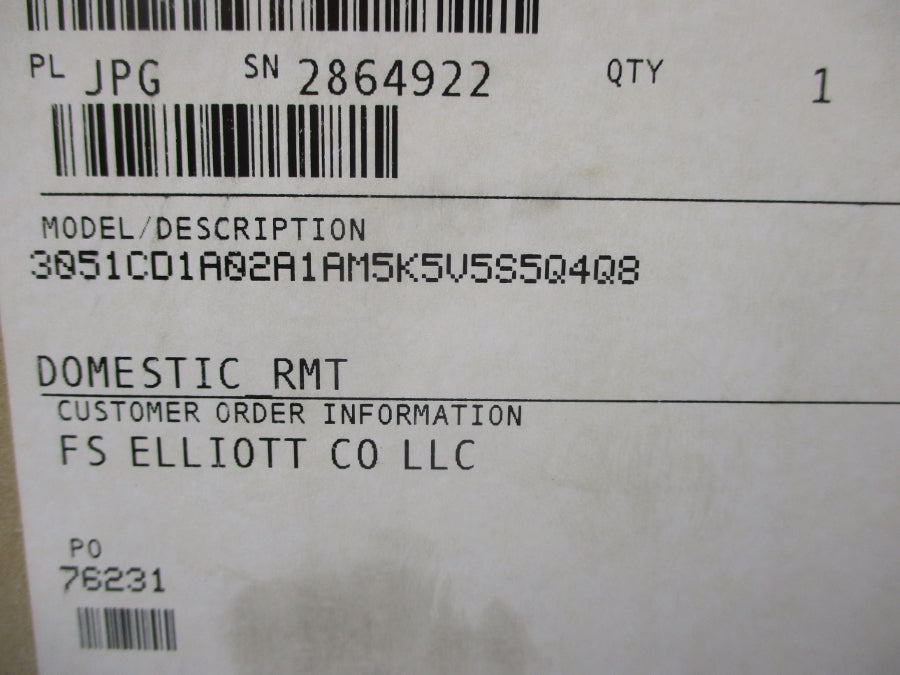 PL JPG SN 2864922 QTY 1
MODEL/DESCRIPTION
3051CD1A02A1AM5K5V5S5Q4Q8
DOMESTIC_RMT
CUSTOMER ORDER INFORMATION
FS ELLIOTT CO LLC
PO
76231